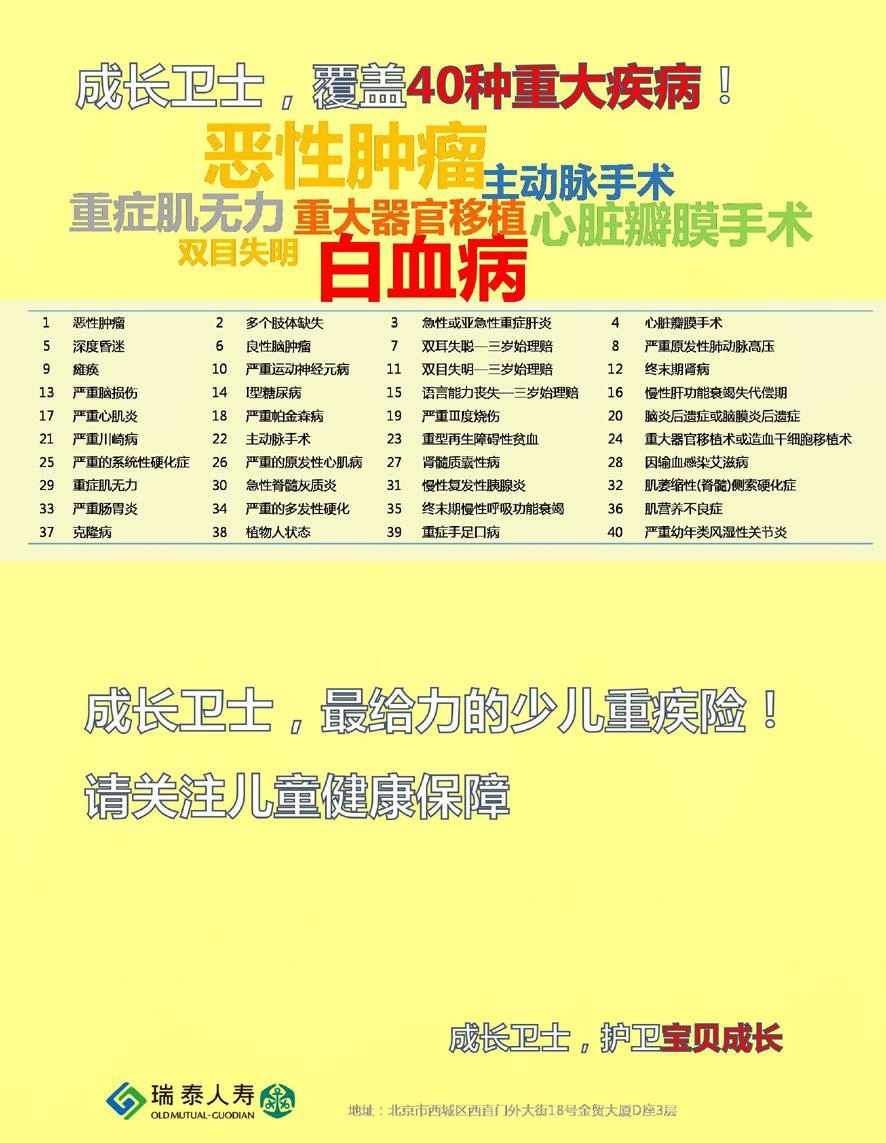 成长卫士，覆盖40种重大疾病！
恶性肿瘤
主动脉手术
重症肌无力 重大器官移植 心脏瓣膜手术
双目失明
白血病
1 恶性肿瘤 2 多个肢体缺失 3 急性或亚急性重症肝炎 4 心脏瓣膜手术
5 深度昏迷 6 良性脑肿瘤 7 双耳失聪—三岁始理赔 8 严重原发性肺动脉高压
9 瘫痪 10 严重运动神经元病 11 双目失明—三岁始理赔 12 终末期肾病
13 严重脑损伤 14 I型糖尿病 15 语言能力丧失—三岁始理赔 16 慢性肝功能衰竭失代偿期
17 严重心肌炎 18 严重帕金森病 19 严重Ⅲ度烧伤 20 脑炎后遗症或脑膜炎后遗症
21 严重川崎病 22 主动脉手术 23 重型再生障碍性贫血 24 重大器官移植术或造血干细胞移植术
25 严重的系统性硬化症 26 严重的原发性心肌病 27 肾髓质囊性病 28 因输血感染艾滋病
29 重症肌无力 30 急性脊髓灰质炎 31 慢性复发性胰腺炎 32 肌萎缩性(脊髓)侧索硬化症
33 严重肠胃炎 34 严重的多发性硬化 35 终末期慢性呼吸功能衰竭 36 肌营养不良症
37 克隆病 38 植物人状态 39 重症手足口病 40 严重幼年类风湿性关节炎
成长卫士，最给力的少儿重疾险！
请关注儿童健康保障
成长卫士，护卫宝贝成长
瑞泰人寿
OLDMUTUAL-GUODIAN
地址：北京市西城区西直门外大街18号金贸大厦D座3层